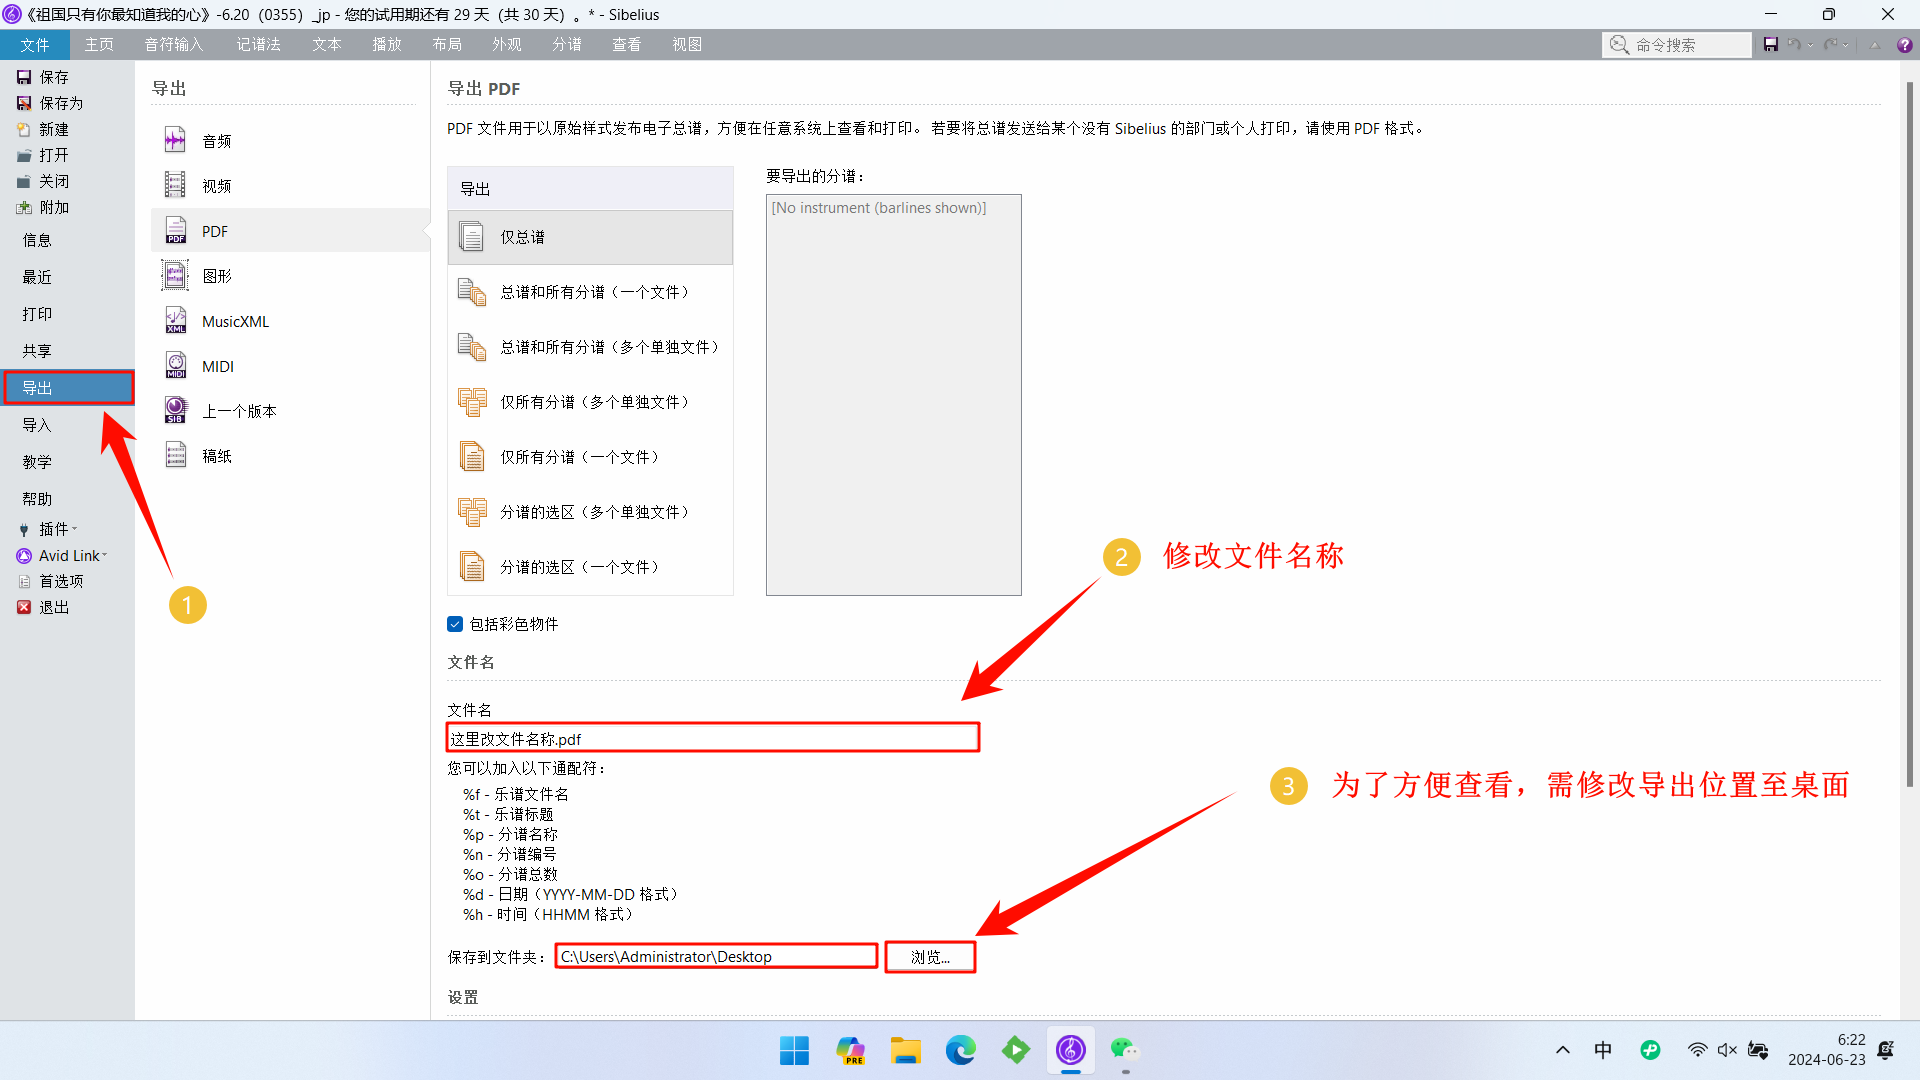 《祖国只有你最知道我的心》-6.20（0355）_jp - 您的试用期还有 29 天（共 30 天）。* - Sibelius
文件 主页 音符输入 记谱法 文本 播放 布局 外观 分谱 查看 视图 命令搜索
保存
保存为
新建
打开
关闭
附加
信息
最近
打印
共享
导出
导入
教学
帮助
插件
Avid Link
首选项
退出
1
导出
音频
视频
PDF
图形
MusicXML
MIDI
上一个版本
稿纸
导出 PDF
PDF 文件用于以原始样式发布电子总谱，方便在任意系统上查看和打印。 若要将总谱发送给某个没有 Sibelius 的部门或个人打印，请使用 PDF 格式。
导出
仅总谱
总谱和所有分谱（一个文件）
总谱和所有分谱（多个单独文件）
仅所有分谱（多个单独文件）
仅所有分谱（一个文件）
分谱的选区（多个单独文件）
分谱的选区（一个文件）
要导出的分谱：
[No instrument (barlines shown)]
2 修改文件名称
包括彩色物件
文件名
文件名
这里改文件名称.pdf
您可以加入以下通配符：
%f - 乐谱文件名
%t - 乐谱标题
%p - 分谱名称
%n - 分谱编号
%o - 分谱总数
%d - 日期（YYYY-MM-DD 格式）
%h - 时间（HHMM 格式）
3 为了方便查看，需修改导出位置至桌面
保存到文件夹： C:\Users\Administrator\Desktop 浏览...
设置
PRE
中
6:22
2024-06-23